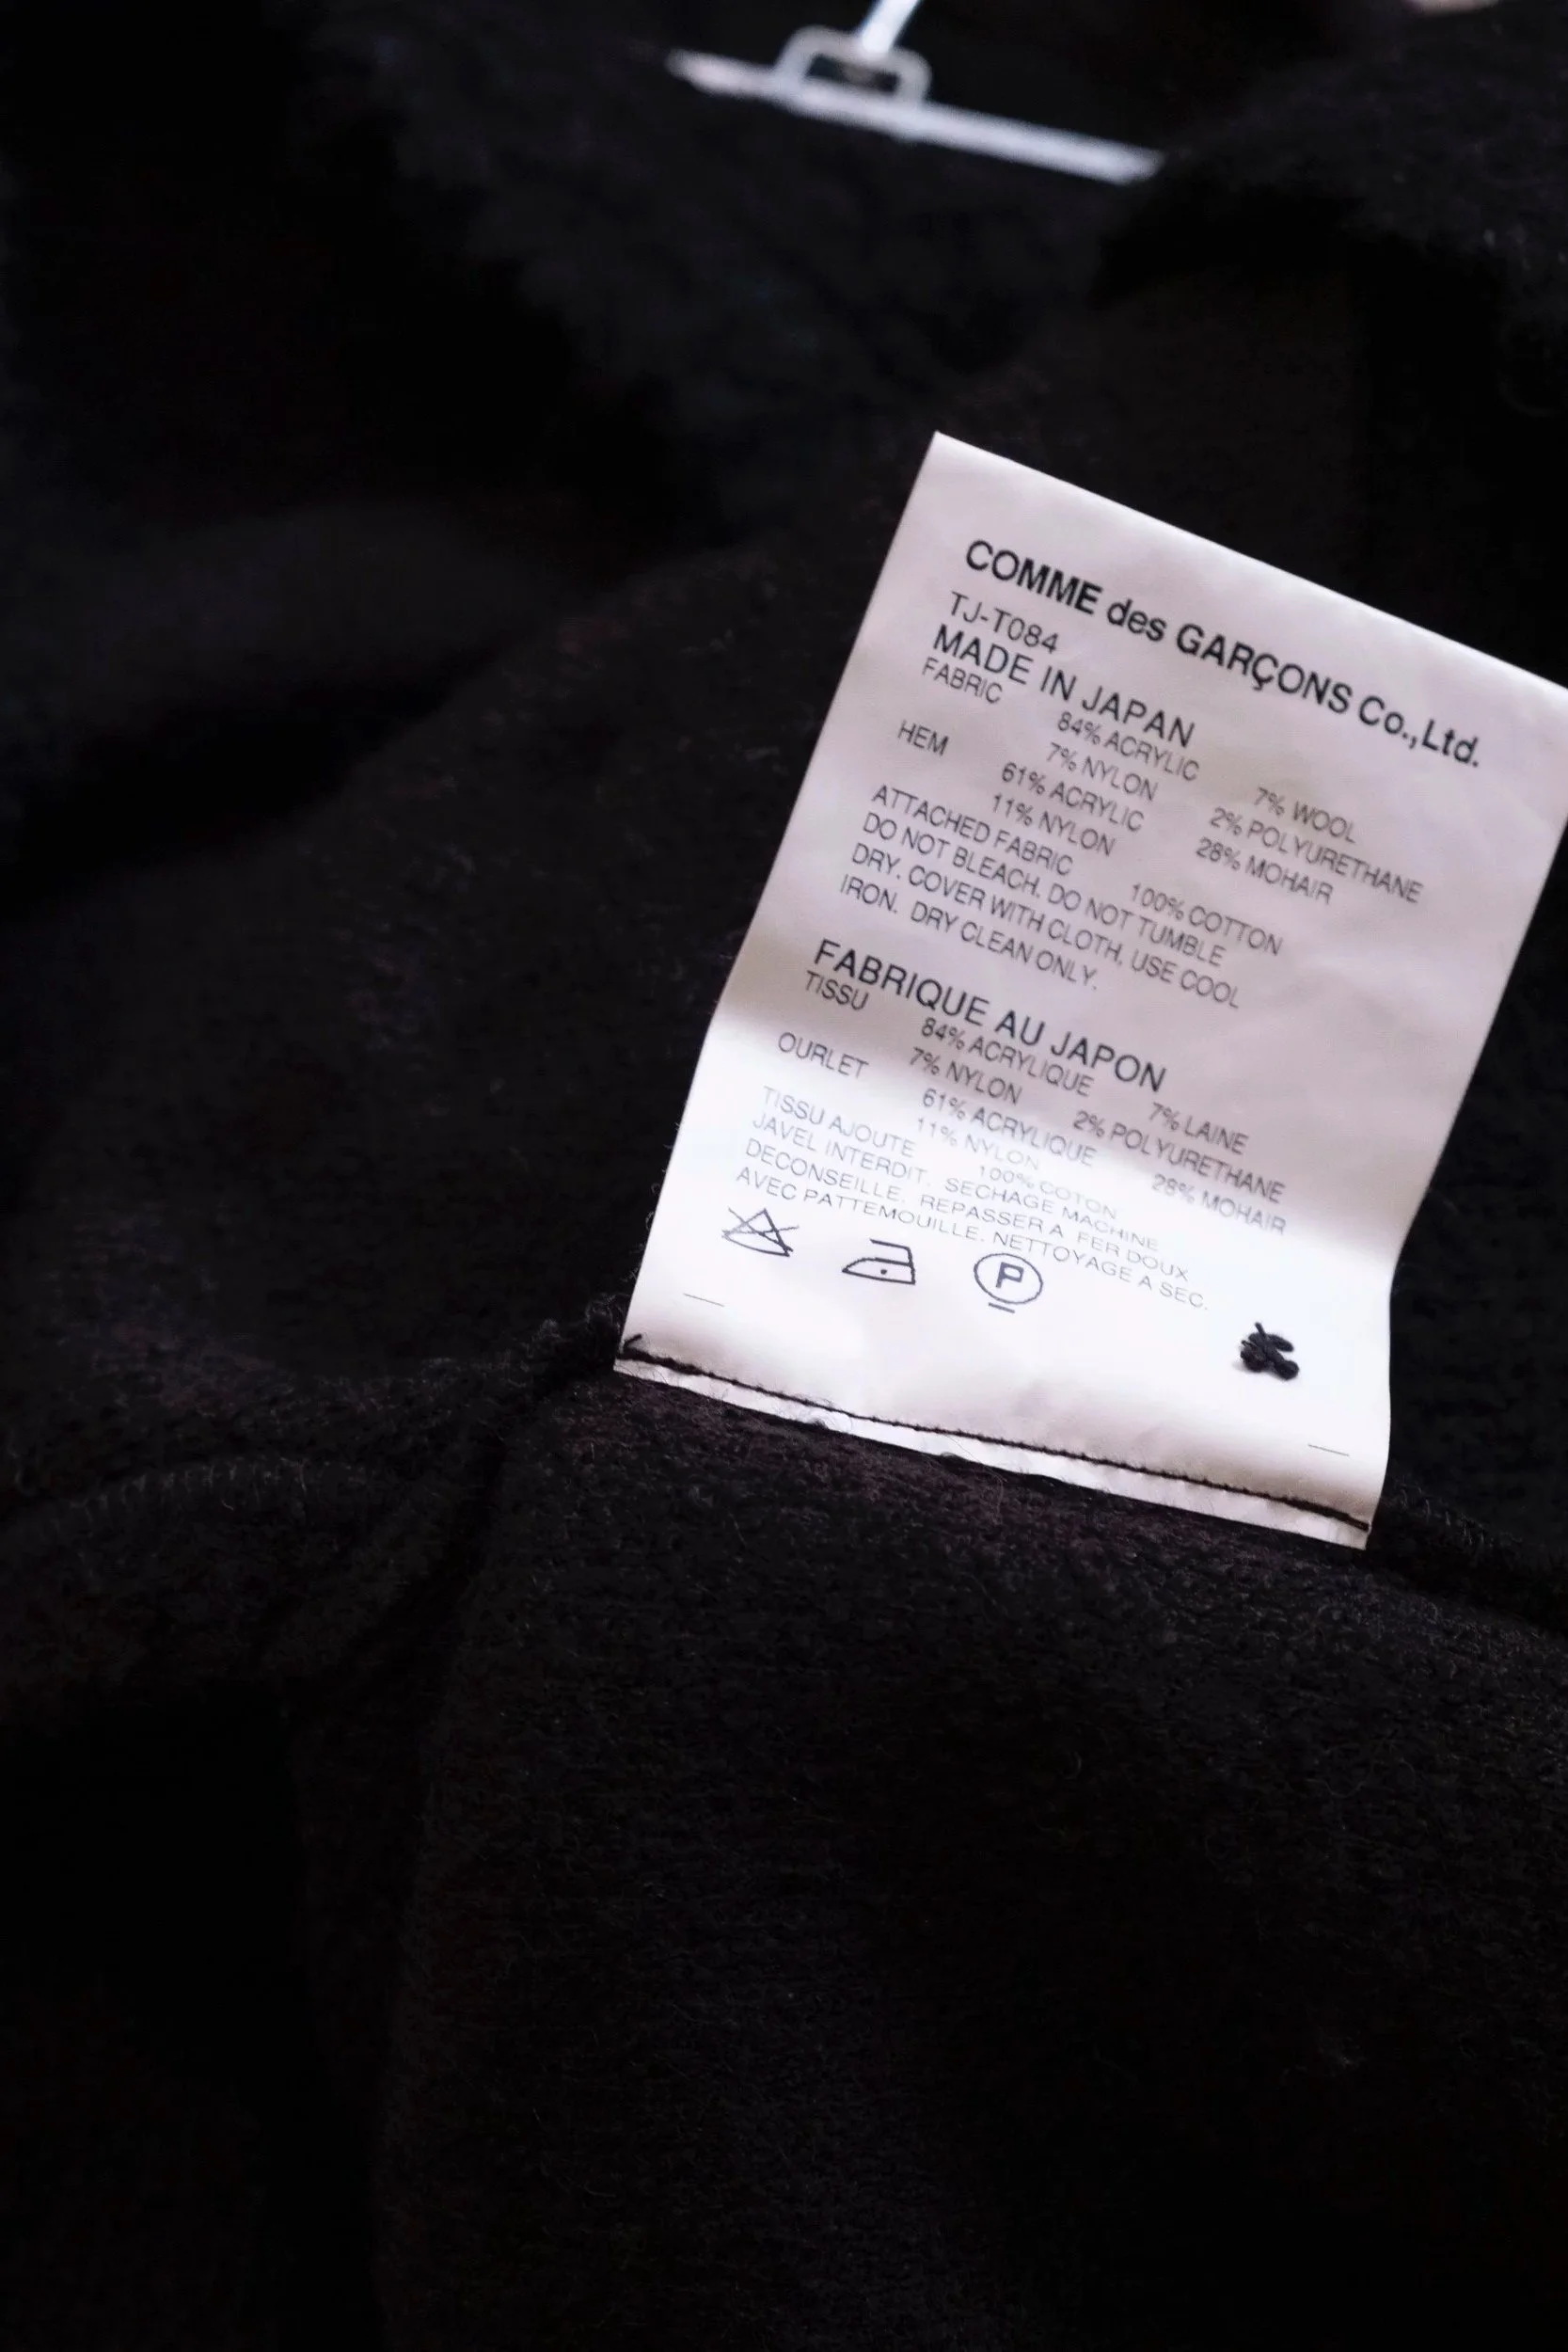 COMME des GARÇONS Co.,Ltd.
TJ-T084
MADE IN JAPAN
FABRIC 84% ACRYLIC 7% WOOL
7% NYLON 2% POLYURETHANE
HEM 61% ACRYLIC 28% MOHAIR
11% NYLON
ATTACHED FABRIC 100% COTTON
DO NOT BLEACH. DO NOT TUMBLE
DRY. COVER WITH CLOTH, USE COOL
IRON. DRY CLEAN ONLY.
FABRIQUE AU JAPON
TISSU 84% ACRYLIQUE 7% LAINE
7% NYLON 2% POLYURETHANE
OURLET 61% ACRYLIQUE 28% MOHAIR
11% NYLON
TISSU AJOUTE 100% COTON
JAVEL INTERDIT. SECHAGE MACHINE
DECONSEILLE. REPASSER A FER DOUX
AVEC PATTEMOUILLE. NETTOYAGE A SEC.
P